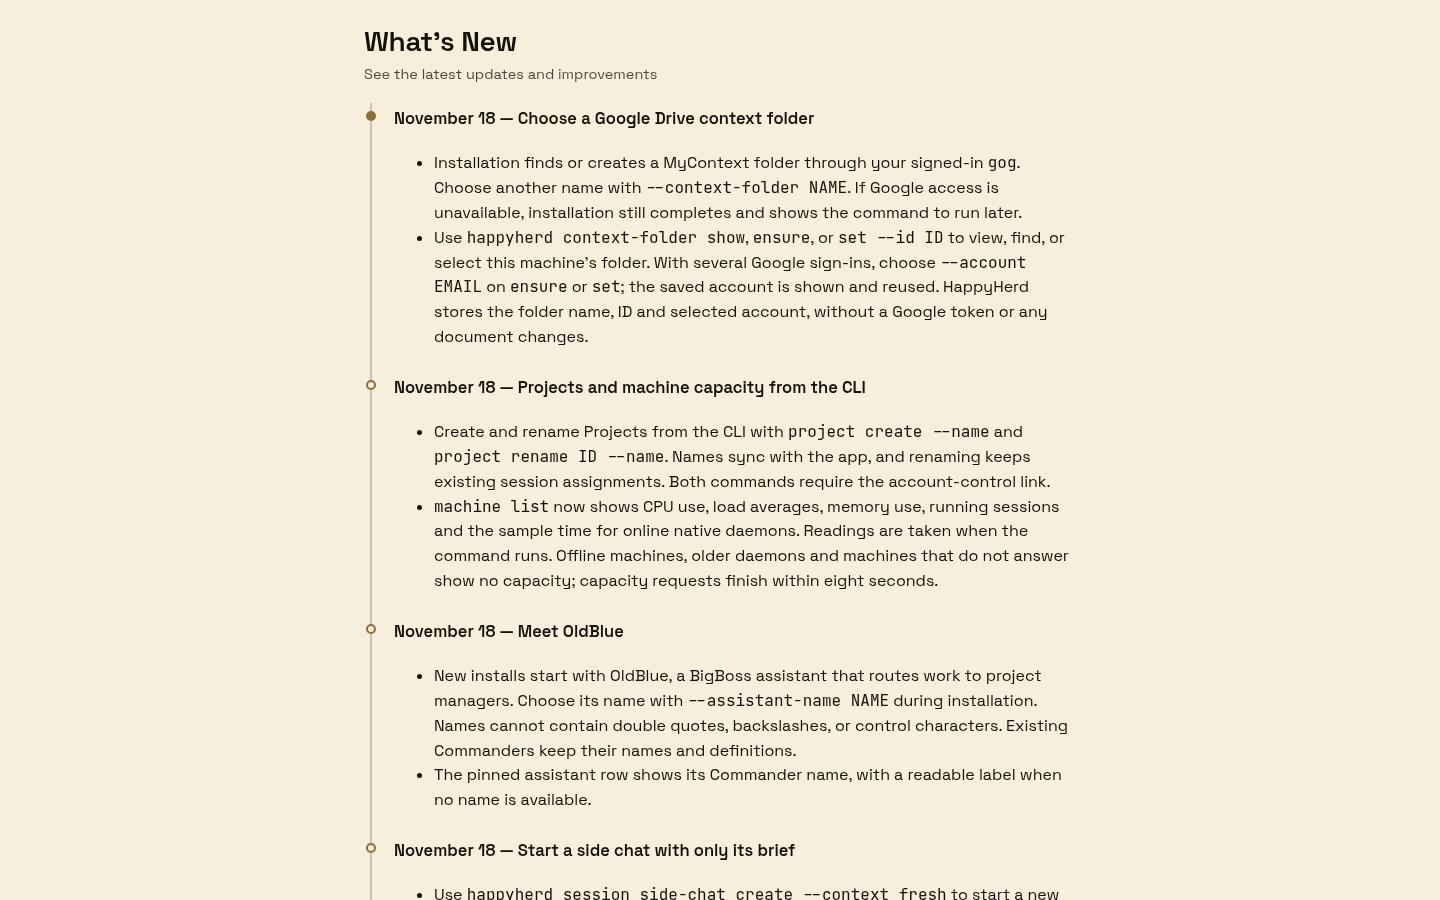 What's New
See the latest updates and improvements
November 18 — Choose a Google Drive context folder
• Installation finds or creates a MyContext folder through your signed-in gog.
Choose another name with --context-folder NAME. If Google access is
unavailable, installation still completes and shows the command to run later.
• Use happyherd context-folder show, ensure, or set --id ID to view, find, or
select this machine's folder. With several Google sign-ins, choose --account
EMAIL on ensure or set; the saved account is shown and reused. HappyHerd
stores the folder name, ID and selected account, without a Google token or any
document changes.
November 18 — Projects and machine capacity from the CLI
• Create and rename Projects from the CLI with project create --name and
project rename ID --name. Names sync with the app, and renaming keeps
existing session assignments. Both commands require the account-control link.
• machine list now shows CPU use, load averages, memory use, running sessions
and the sample time for online native daemons. Readings are taken when the
command runs. Offline machines, older daemons and machines that do not answer
show no capacity; capacity requests finish within eight seconds.
November 18 — Meet OldBlue
• New installs start with OldBlue, a BigBoss assistant that routes work to project
managers. Choose its name with --assistant-name NAME during installation.
Names cannot contain double quotes, backslashes, or control characters. Existing
Commanders keep their names and definitions.
• The pinned assistant row shows its Commander name, with a readable label when
no name is available.
November 18 — Start a side chat with only its brief
• Use happyherd session side-chat create --context fresh to start a new